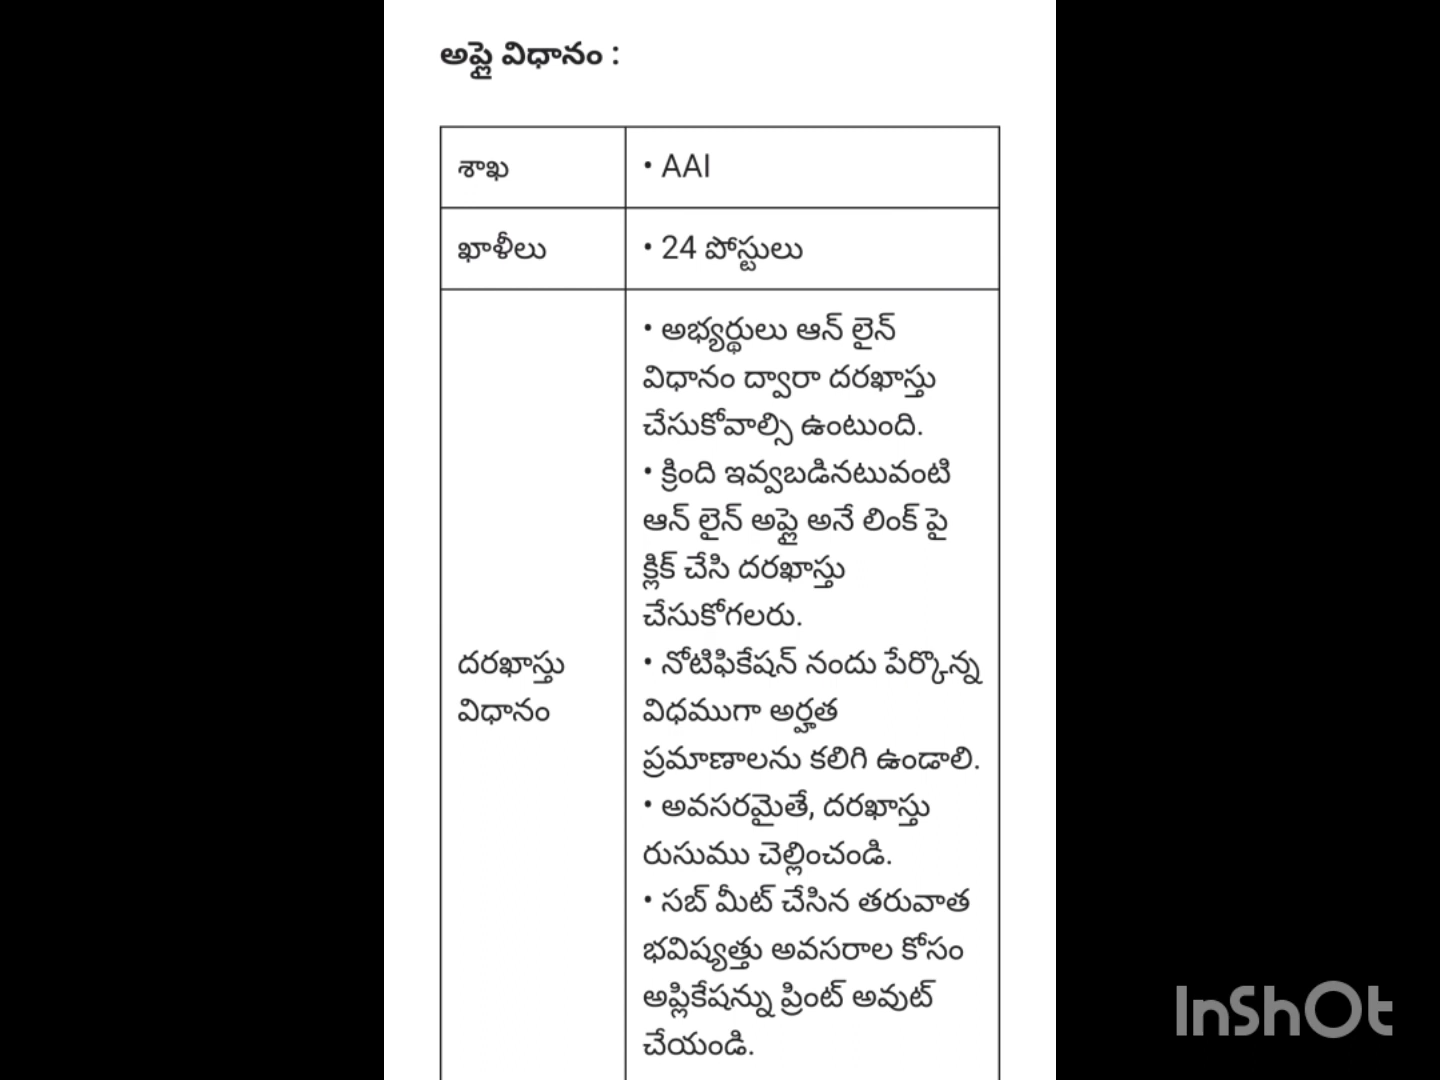 అప్లై విధానం :
శాఖ
• AAI
ఖాళీలు
• 24 పోస్టులు
దరఖాస్తు
విధానం
• అభ్యర్థులు ఆన్ లైన్
విధానం ద్వారా దరఖాస్తు
చేసుకోవాల్సి ఉంటుంది.
• క్రింది ఇవ్వబడినటువంటి
ఆన్ లైన్ అప్లై అనే లింక్ పై
క్లిక్ చేసి దరఖాస్తు
చేసుకోగలరు.
• నోటిఫికేషన్ నందు పేర్కొన్న
విధముగా అర్హత
ప్రమాణాలను కలిగి ఉండాలి.
• అవసరమైతే, దరఖాస్తు
రుసుము చెల్లించండి.
• సబ్ మీట్ చేసిన తరువాత
భవిష్యత్తు అవసరాల కోసం
అప్లికేషన్ను ప్రింట్ అవుట్
చేయండి.
InShOt